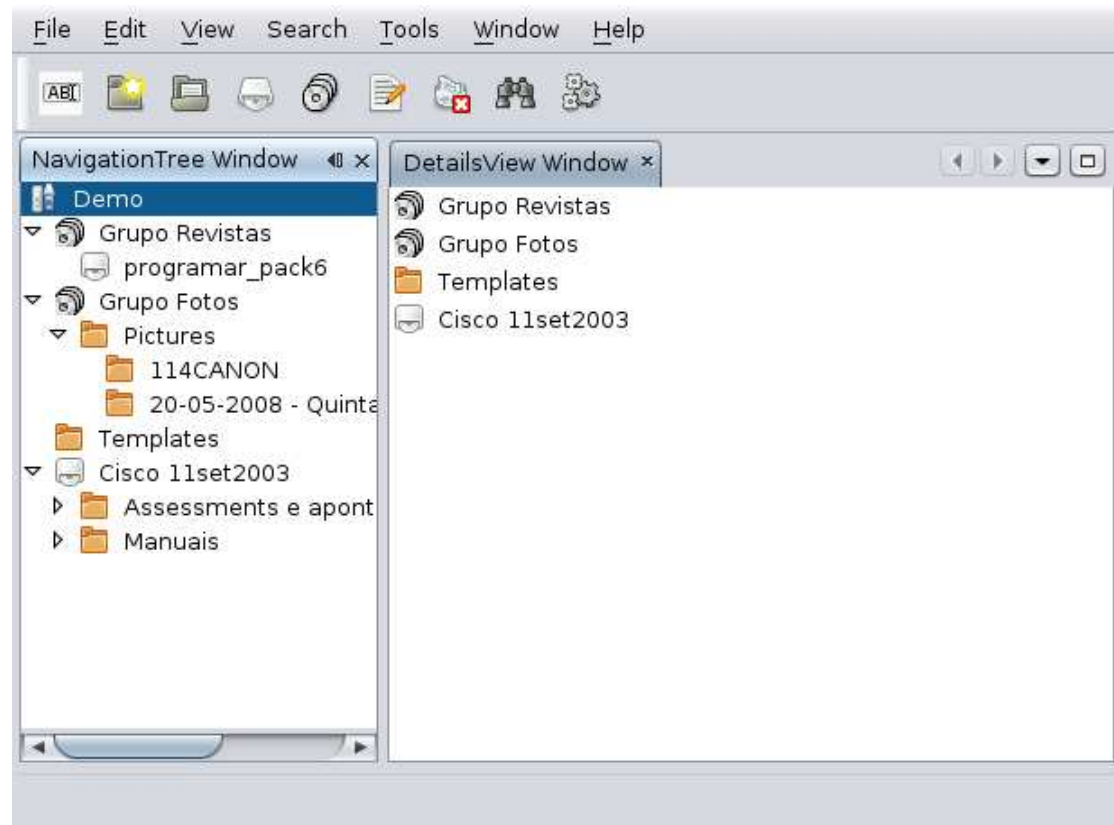 File Edit View Search Tools Window Help
ABI
NavigationTree Window
Demo
Grupo Revistas
programar_pack6
Grupo Fotos
Pictures
114CANON
20-05-2008 - Quinta
Templates
Cisco 11set2003
Assessments e apont
Manuais
DetailsView Window
Grupo Revistas
Grupo Fotos
Templates
Cisco 11set2003